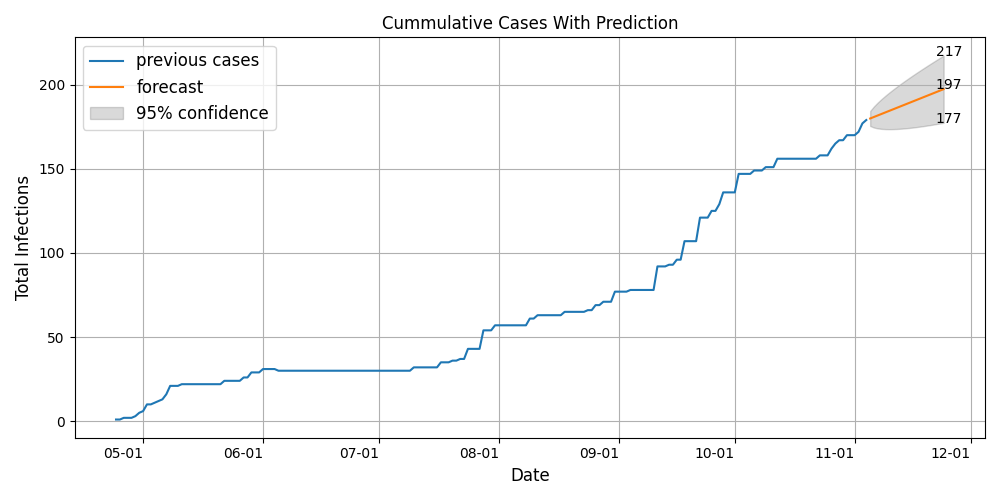 Cummulative Cases With Prediction
previous cases
forecast
95% confidence
217
197
177
200
150
100
50
0
Total Infections
05-01
06-01
07-01
08-01
09-01
10-01
11-01
12-01
Date